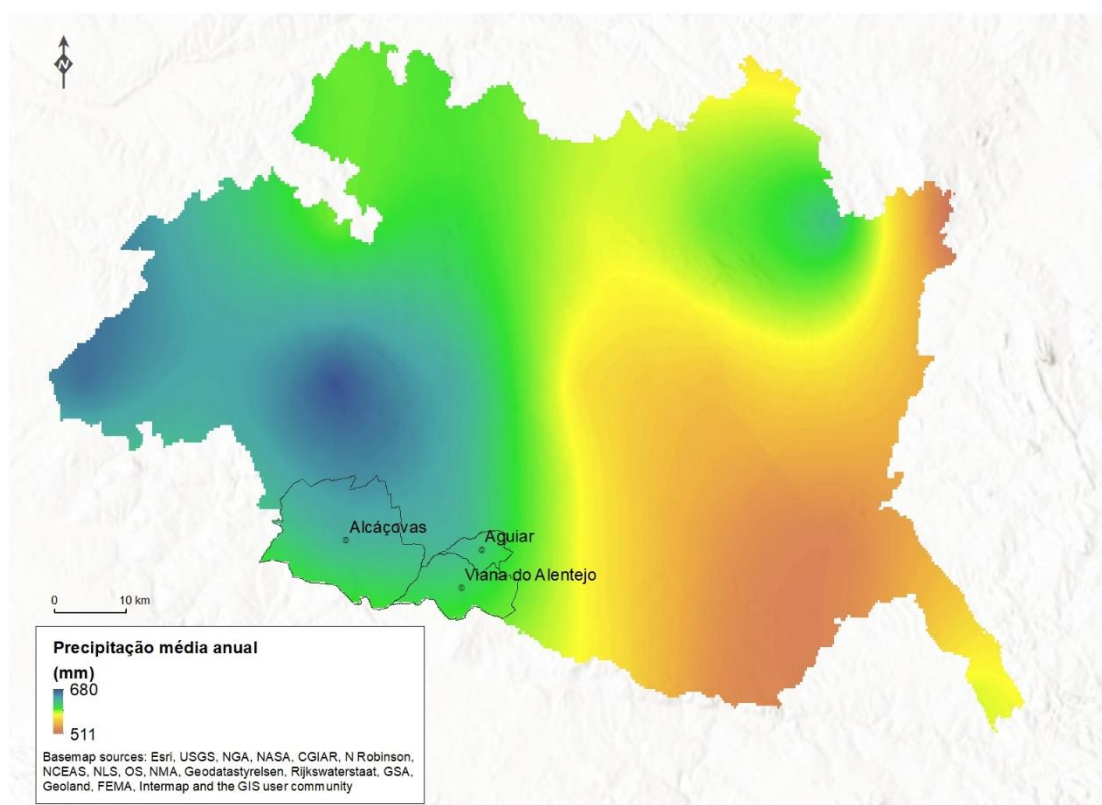 N
Alcáçovas
Aguiar
Viana do Alentejo
0 10 km
Precipitação média anual
(mm)
680
511
Basemap sources: Esri, USGS, NGA, NASA, CGIAR, N Robinson,
NCEAS, NLS, OS, NMA, Geodatastyrelsen, Rijkswaterstaat, GSA,
Geoland, FEMA, Intermap and the GIS user community